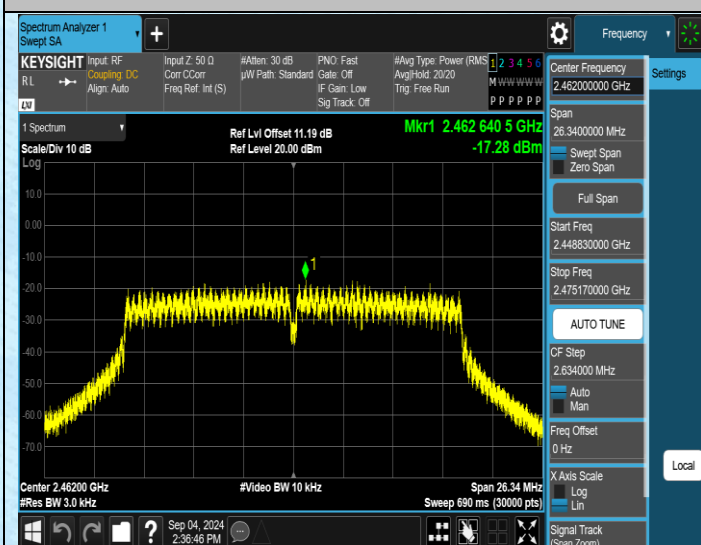 Spectrum Analyzer 1
Swept SA
+
Frequency
KEYSIGHT
RL
LXI
Input: RF
Coupling: DC
Align: Auto
Input Z: 50 Ω
Corr CCorr
Freq Ref: Int (S)
#Atten: 30 dB
µW Path: Standard
PNO: Fast
Gate: Off
IF Gain: Low
Sig Track: Off
#Avg Type: Power (RMS
Avg|Hold: 20/20
Trig: Free Run
1 2 3 4 5 6
M W W W W W
P P P P P P
1 Spectrum
Scale/Div 10 dB
Log
Ref Lvl Offset 11.19 dB
Ref Level 20.00 dBm
Mkr1 2.462 640 5 GHz
-17.28 dBm
10.0
0.00
-10.0
-20.0
-30.0
-40.0
-50.0
-60.0
-70.0
1
Center 2.46200 GHz
#Res BW 3.0 kHz
#Video BW 10 kHz
Span 26.34 MHz
Sweep 690 ms (30000 pts)
?
Sep 04, 2024
2:36:46 PM
Center Frequency
2.462000000 GHz
Span
26.3400000 MHz
Swept Span
Zero Span
Full Span
Start Freq
2.448830000 GHz
Stop Freq
2.475170000 GHz
AUTO TUNE
CF Step
2.634000 MHz
Auto
Man
Freq Offset
0 Hz
X Axis Scale
Log
Lin
Signal Track
(Span Zoom)
Settings
Local